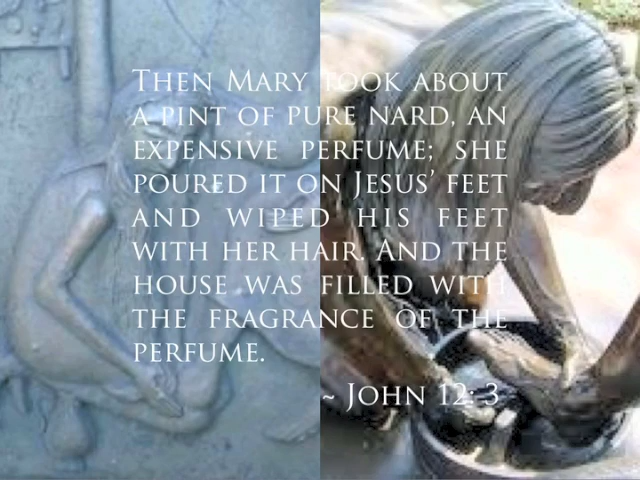 Then Mary took about
a pint of pure nard, an
expensive perfume; she
poured it on Jesus’ feet
and wiped his feet
with her hair. And the
house was filled with
the fragrance of the
perfume.
~ John 12: 3